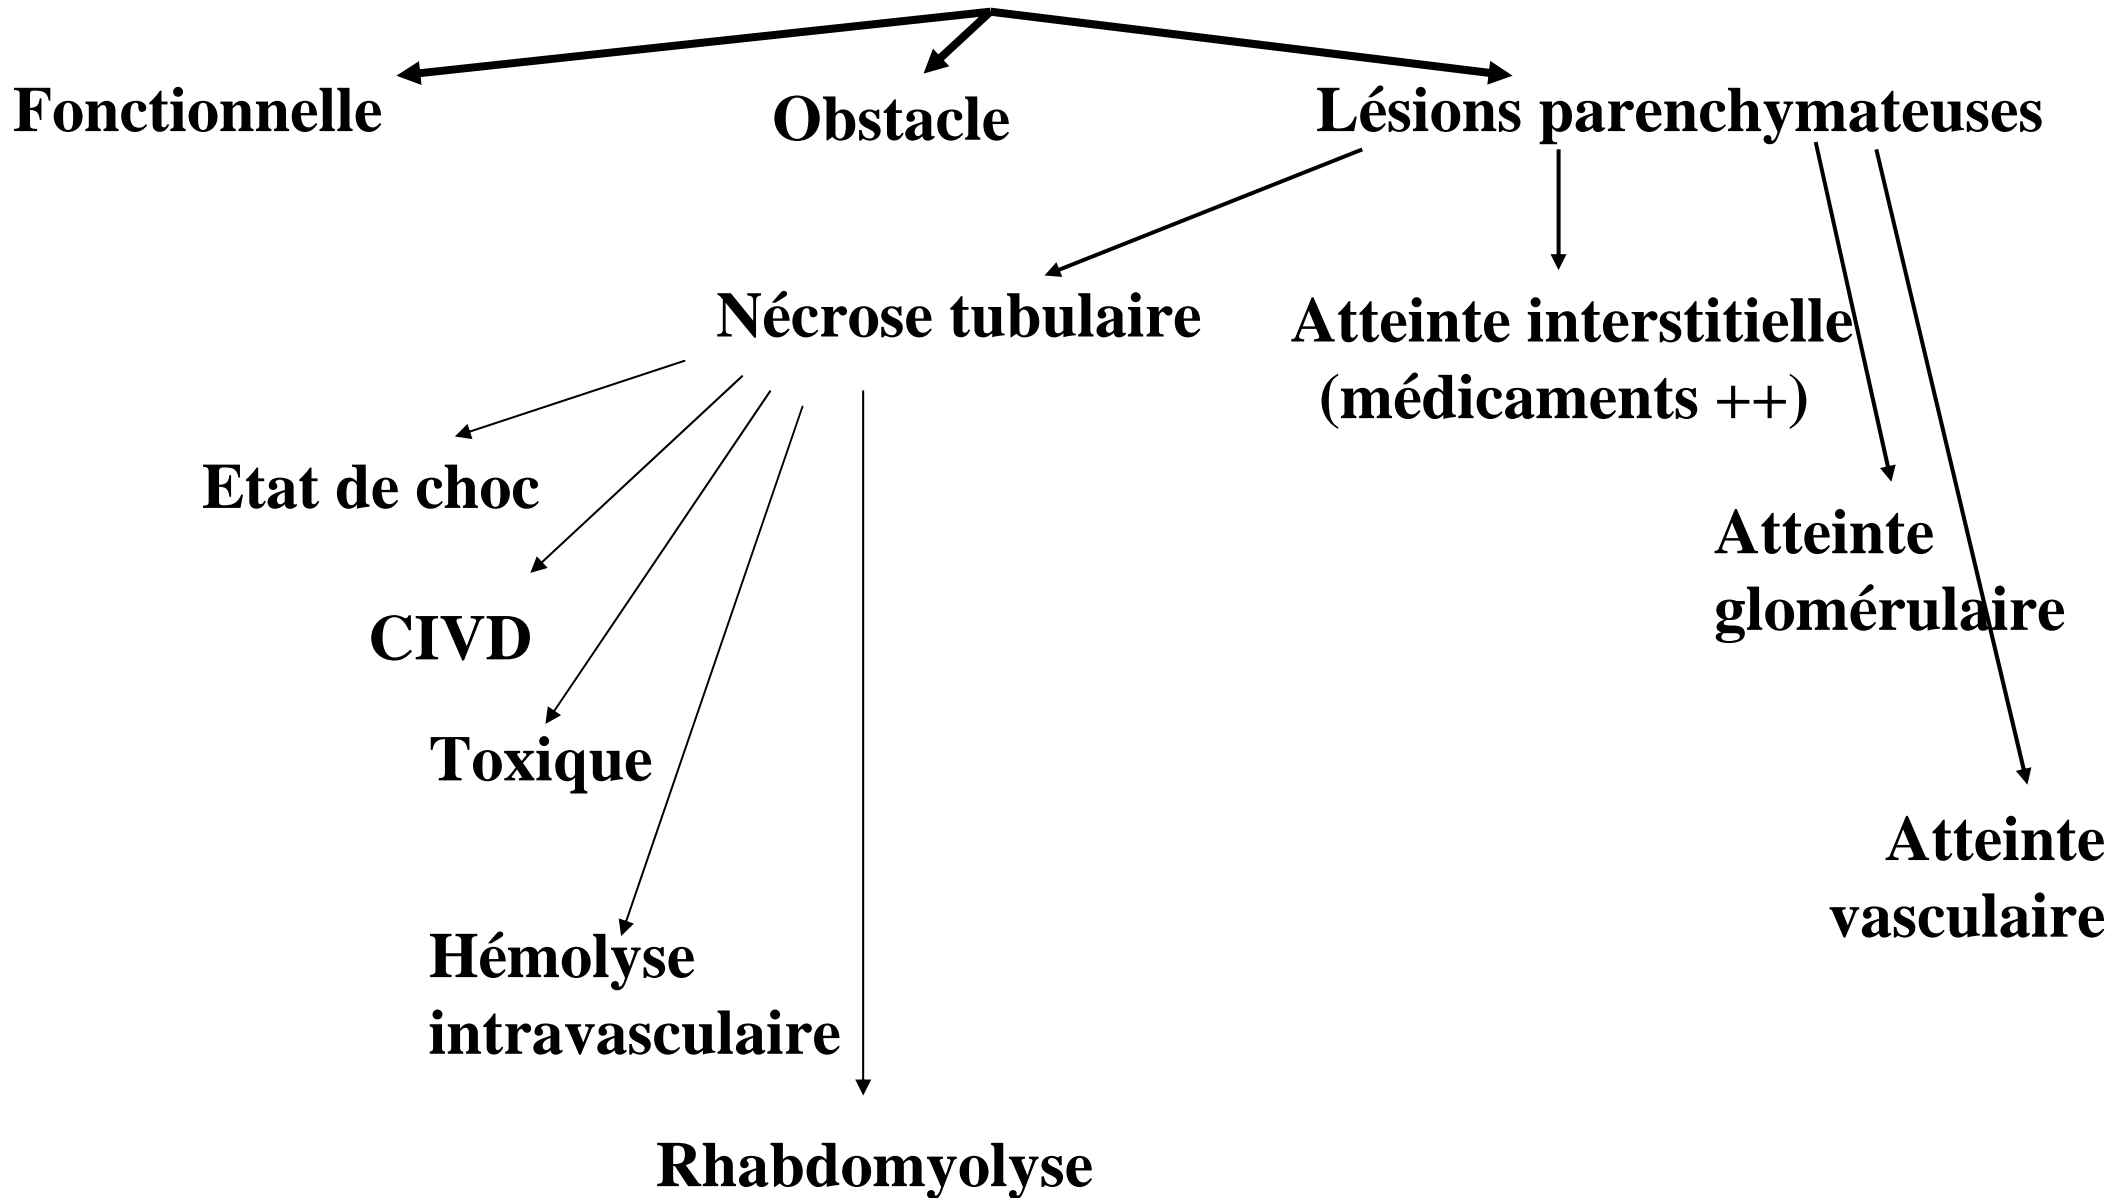 Fonctionnelle
Obstacle
Lésions parenchymateuses
Nécrose tubulaire
Atteinte interstitielle
(médicaments ++)
Etat de choc
Atteinte
glomérulaire
CIVD
Toxique
Atteinte
vasculaire
Hémolyse
intravasculaire
Rhabdomyolyse